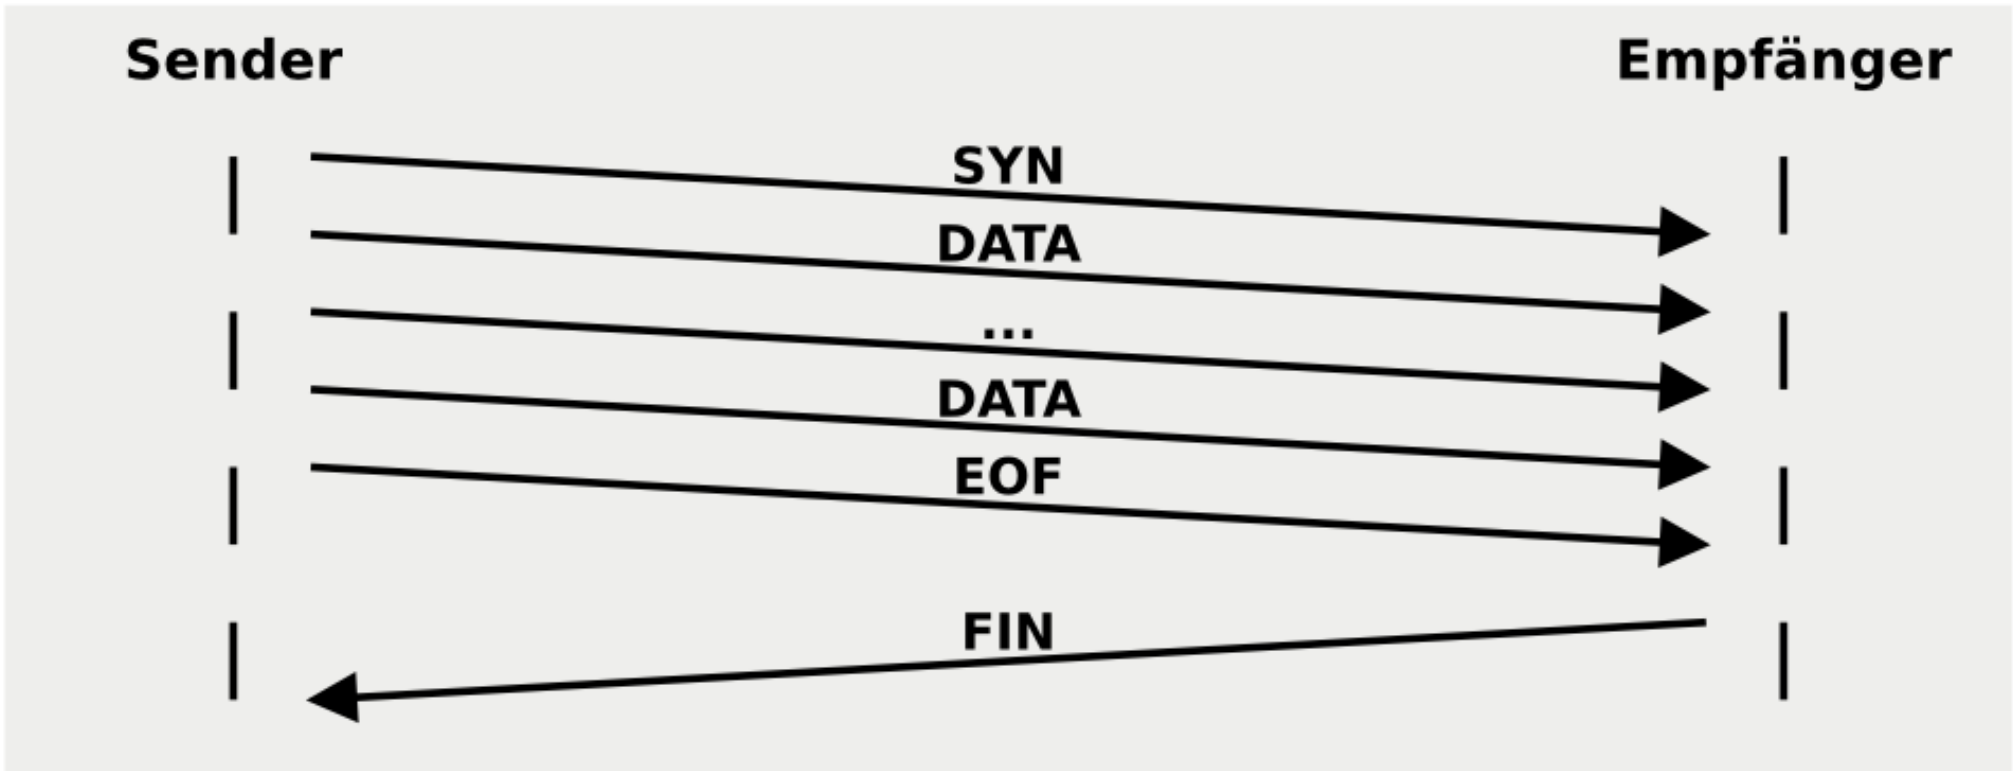 Sender
Empfänger
SYN
DATA
...
DATA
EOF
FIN